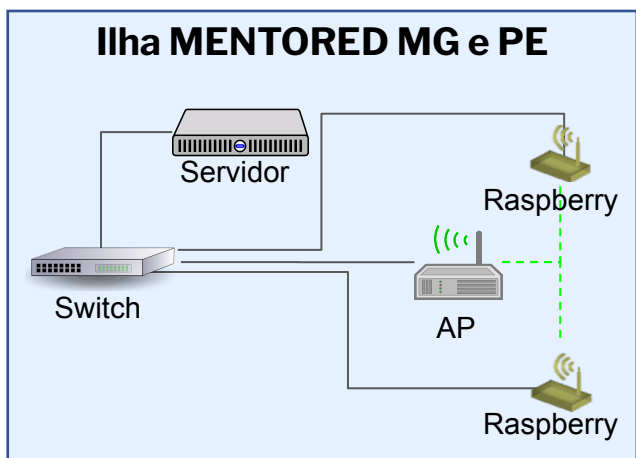 Ilha MENTORED MG e PE
Servidor
Raspberry
Switch
AP
Raspberry